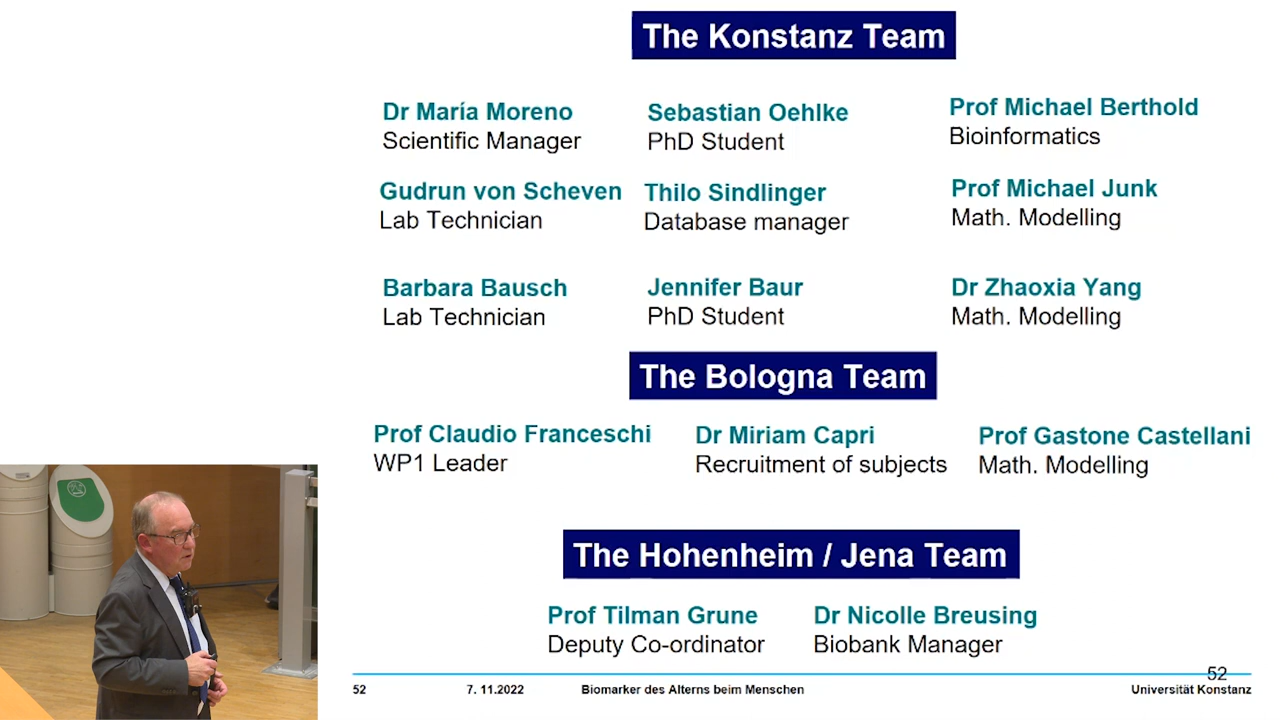 The Konstanz Team
Dr María Moreno
Scientific Manager
Sebastian Oehlke
PhD Student
Prof Michael Berthold
Bioinformatics
Gudrun von Scheven
Lab Technician
Thilo Sindlinger
Database manager
Prof Michael Junk
Math. Modelling
Barbara Bausch
Lab Technician
Jennifer Baur
PhD Student
Dr Zhaoxia Yang
Math. Modelling
The Bologna Team
Prof Claudio Franceschi
WP1 Leader
Dr Miriam Capri
Recruitment of subjects
Prof Gastone Castellani
Math. Modelling
The Hohenheim / Jena Team
Prof Tilman Grune
Deputy Co-ordinator
Dr Nicolle Breusing
Biobank Manager
52
52 7. 11.2022 Biomarker des Alterns beim Menschen Universität Konstanz